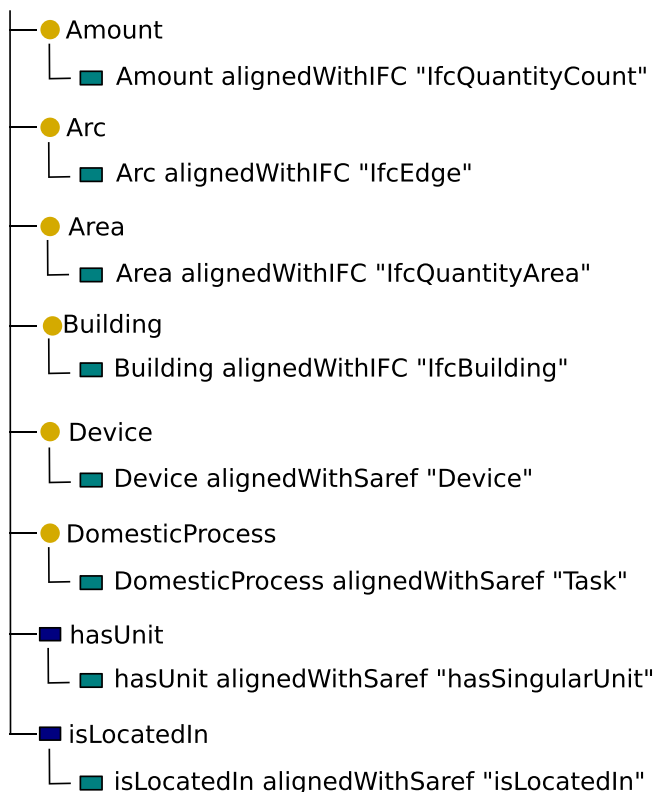 Amount
Amount alignedWithIFC "IfcQuantityCount"
Arc
Arc alignedWithIFC "IfcEdge"
Area
Area alignedWithIFC "IfcQuantityArea"
Building
Building alignedWithIFC "IfcBuilding"
Device
Device alignedWithSaref "Device"
DomesticProcess
DomesticProcess alignedWithSaref "Task"
hasUnit
hasUnit alignedWithSaref "hasSingularUnit"
isLocatedIn
isLocatedIn alignedWithSaref "isLocatedIn"